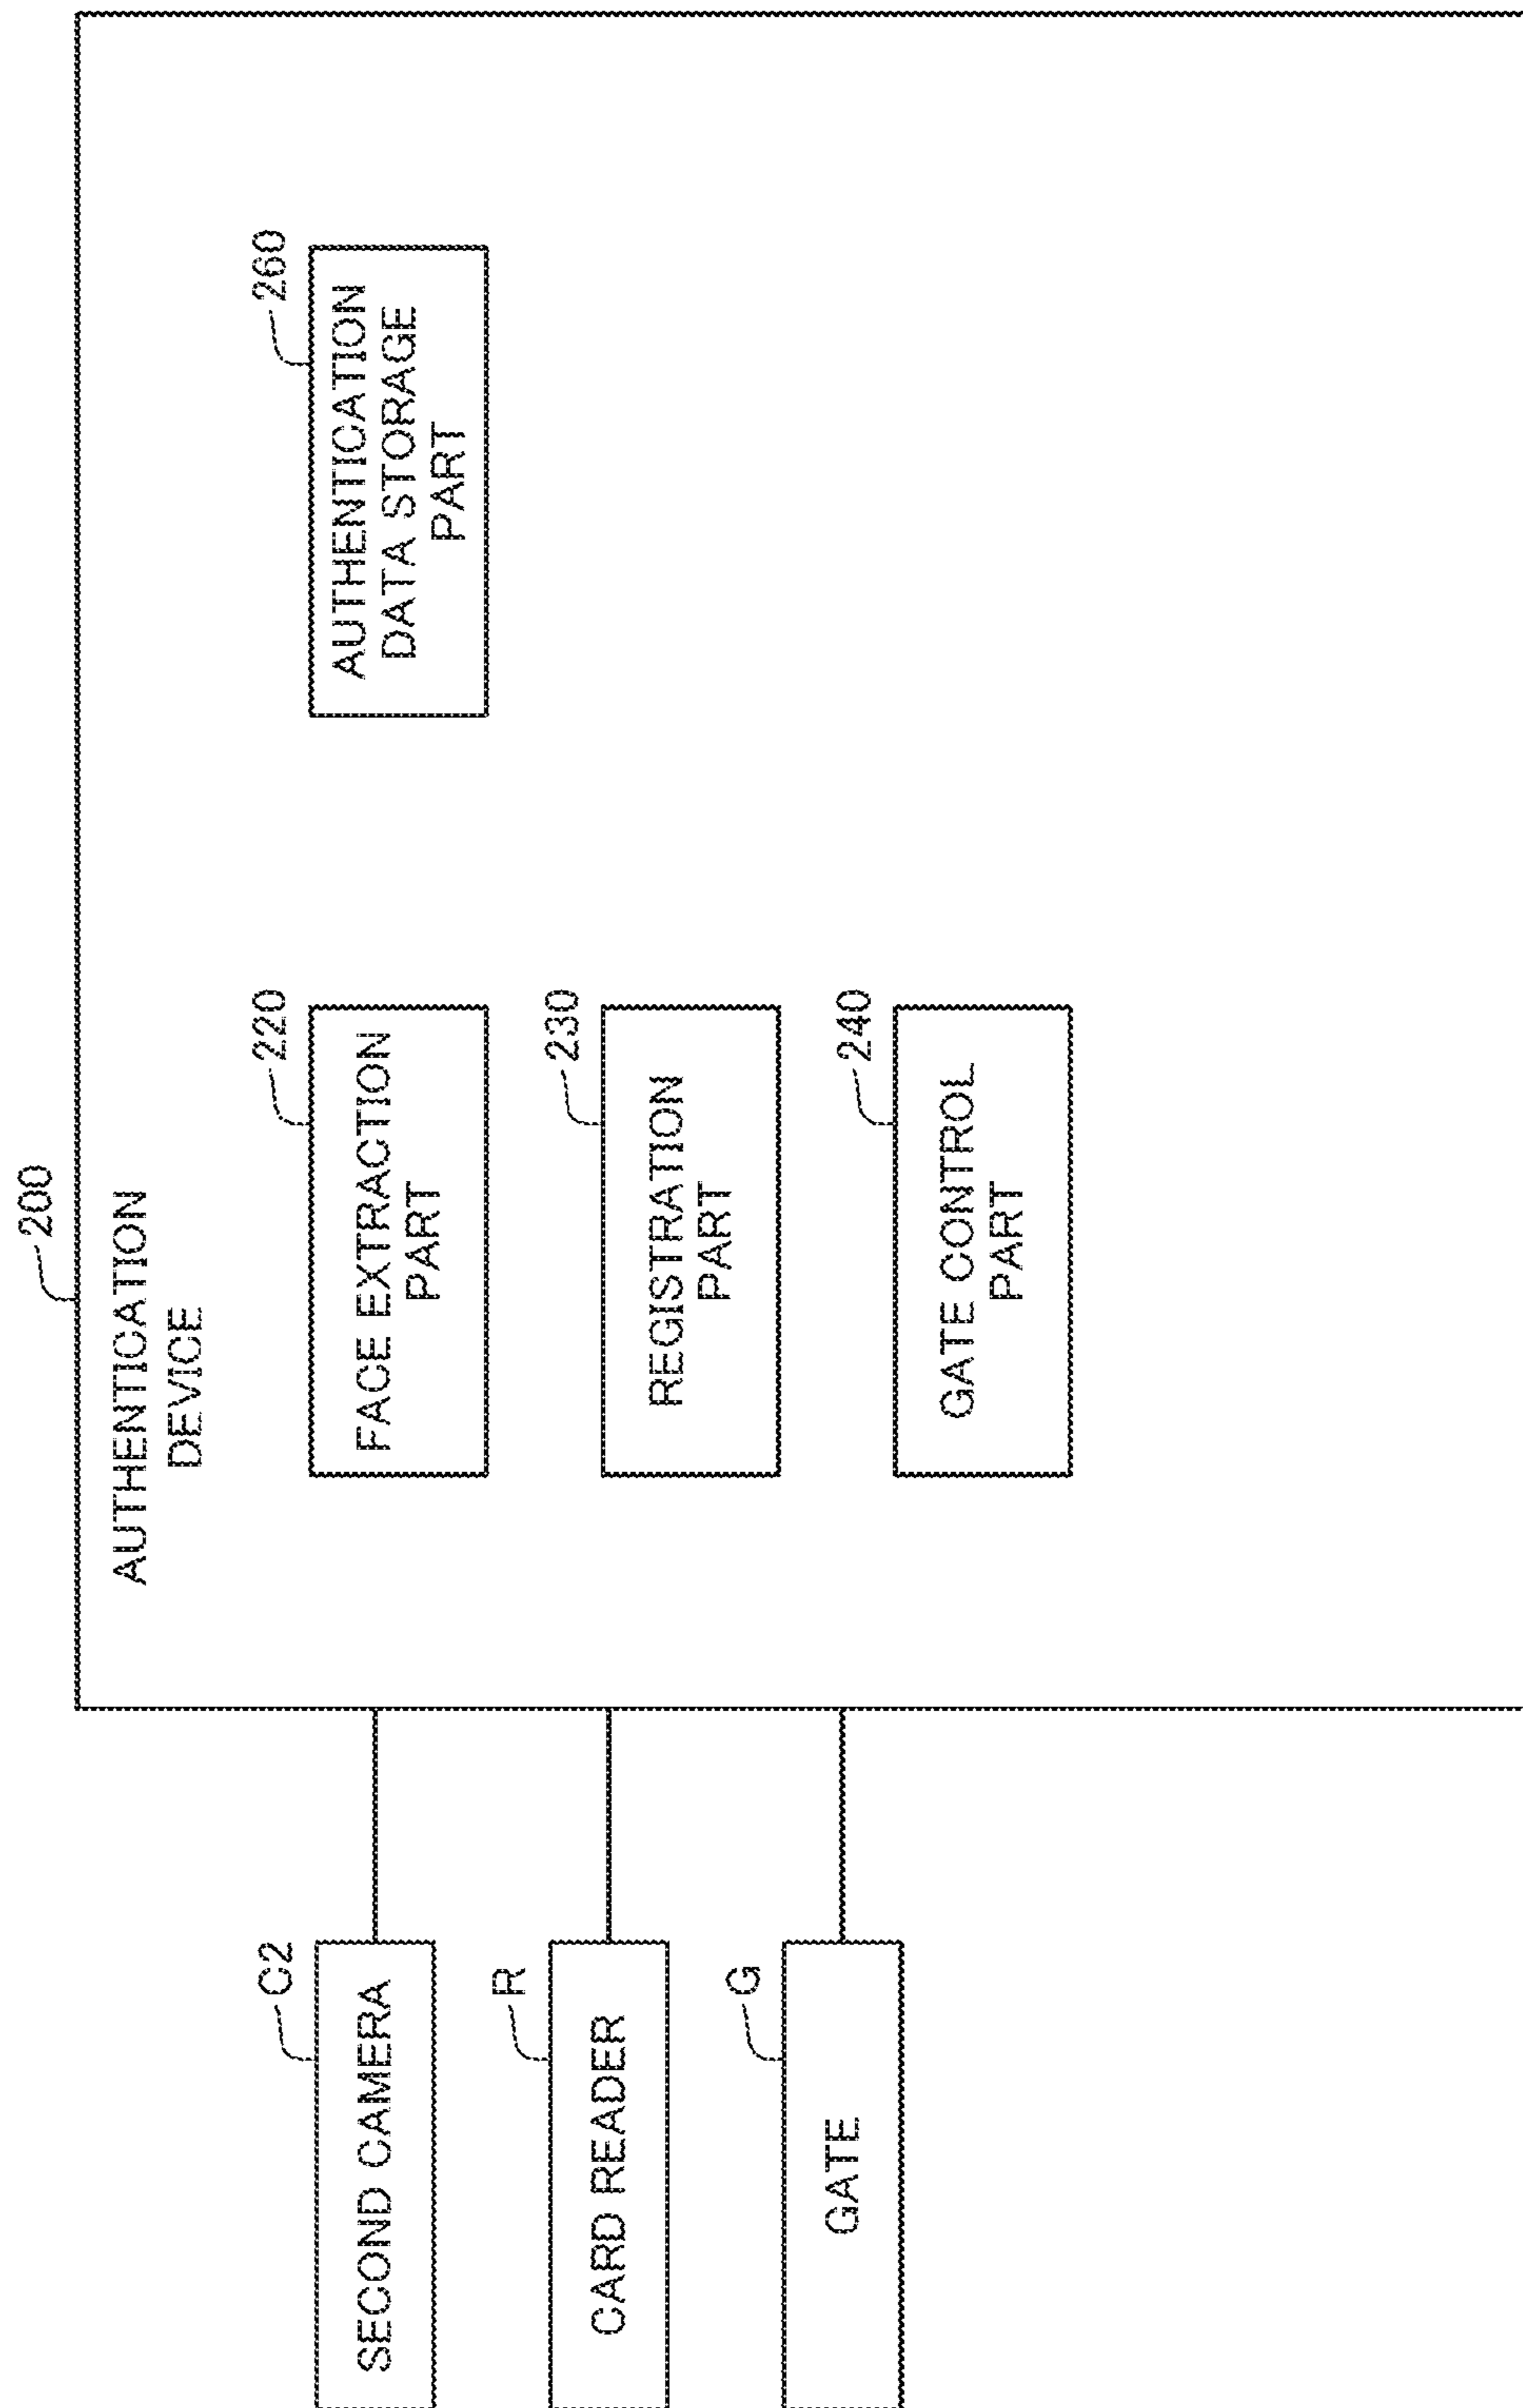 200
AUTHENTICATION
DEVICE
C2
SECOND CAMERA
220
FACE EXTRACTION
PART
260
AUTHENTICATION
DATA STORAGE
PART
R
CARD READER
230
REGISTRATION
PART
G
GATE
240
GATE CONTROL
PART